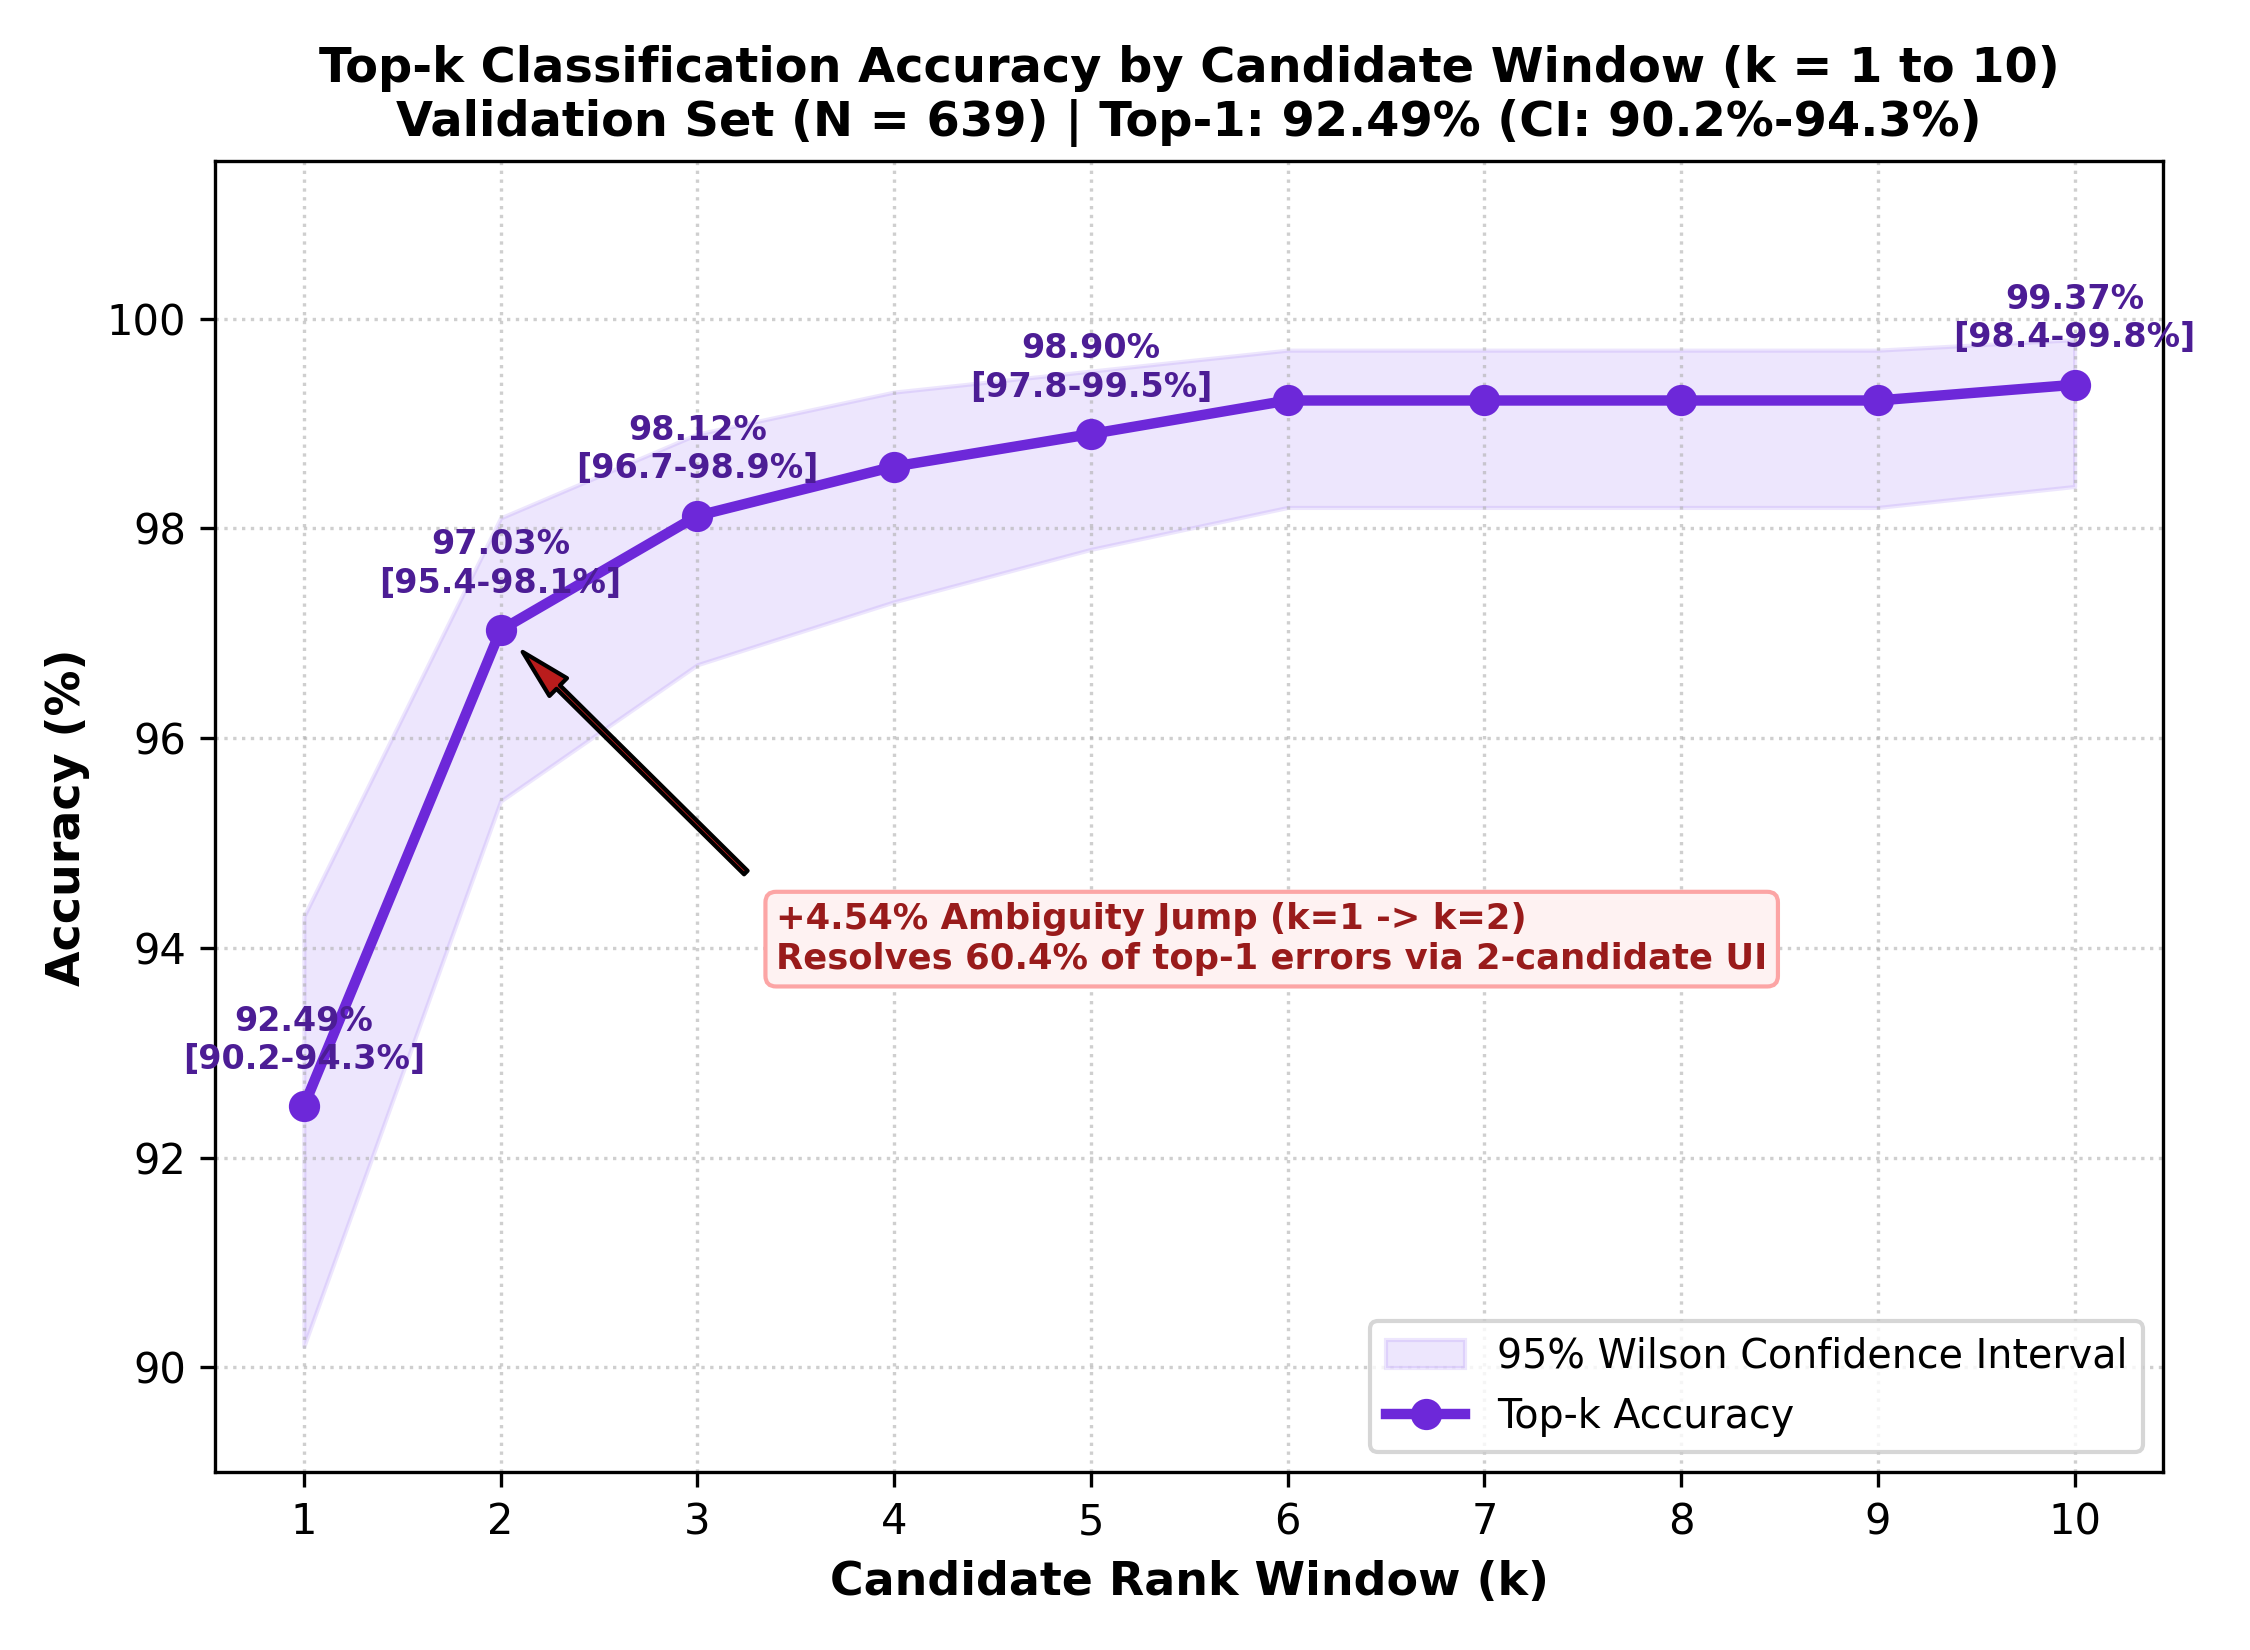 Top-k Classification Accuracy by Candidate Window (k = 1 to 10)
Validation Set (N = 639) | Top-1: 92.49% (CI: 90.2%-94.3%)
Accuracy (%)
100
98
96
94
92
90
92.49%
[90.2-94.3%]
97.03%
[95.4-98.1%]
98.12%
[96.7-98.9%]
98.90%
[97.8-99.5%]
99.37%
[98.4-99.8%]
+4.54% Ambiguity Jump (k=1 -> k=2)
Resolves 60.4% of top-1 errors via 2-candidate UI
95% Wilson Confidence Interval
Top-k Accuracy
1 2 3 4 5 6 7 8 9 10
Candidate Rank Window (k)